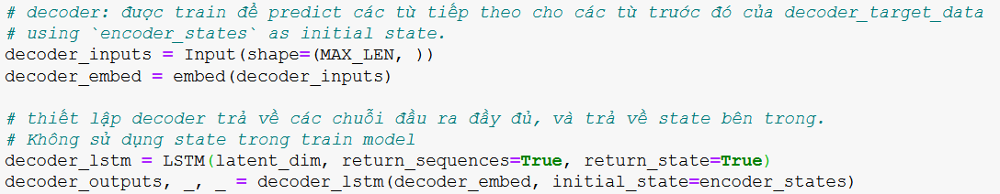 # decoder: được train để predict các từ tiếp theo cho các từ trước đó của decoder_target_data
# using `encoder_states` as initial state.
decoder_inputs = Input(shape=(MAX_LEN, ))
decoder_embed = embed(decoder_inputs)
# thiết lập decoder trả về các chuỗi đầu ra đầy đủ, và trả về state bên trong.
# Không sử dụng state trong train model
decoder_lstm = LSTM(latent_dim, return_sequences=True, return_state=True)
decoder_outputs, _, _ = decoder_lstm(decoder_embed, initial_state=encoder_states)